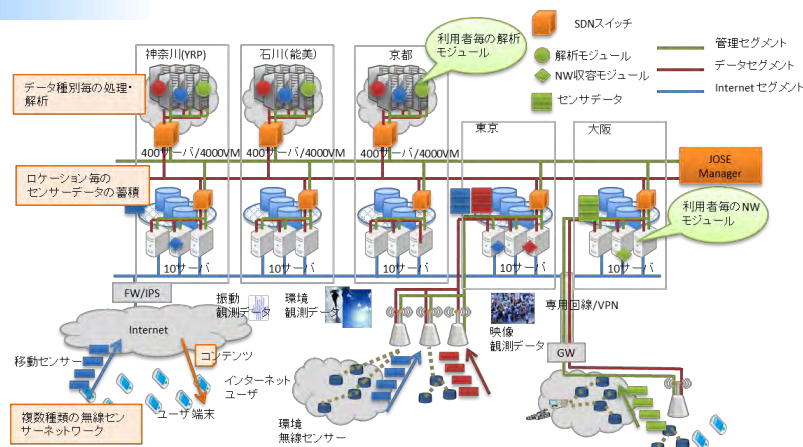 神奈川(YRP)
石川(能美)
京都
利用者毎の解析
モジュール
SDNスイッチ
解析モジュール
NW収容モジュール
センサデータ
管理セグメント
データセグメント
Internetセグメント
データ種別毎の処理・
解析
400サーバ/4000VM
400サーバ/4000VM
400サーバ/4000VM
東京
大阪
JOSE
Manager
ロケーション毎の
センサーデータの蓄積
利用者毎のNW
モジュール
10サーバ
10サーバ
10サーバ
10サーバ
10サーバ
FW/IPS
振動
観測データ
環境
観測データ
専用回線/VPN
映像
観測データ
Internet
移動センサー
コンテンツ
GW
インターネット
ユーザ
ユーザ端末
複数種類の無線セン
サーネットワーク
環境
無線センサー